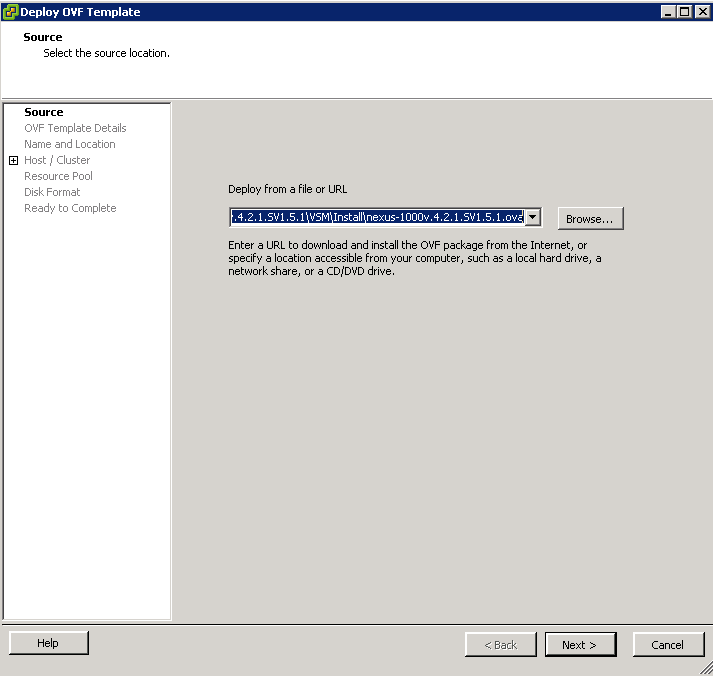 Deploy OVF Template
Source
Select the source location.
Source
OVF Template Details
Name and Location
Host / Cluster
Resource Pool
Disk Format
Ready to Complete
Deploy from a file or URL
.4.2.1.SV1.5.1\VSM\Install\nexus-1000v.4.2.1.SV1.5.1.ova
Browse...
Enter a URL to download and install the OVF package from the Internet, or
specify a location accessible from your computer, such as a local hard drive, a
network share, or a CD/DVD drive.
Help
< Back
Next >
Cancel